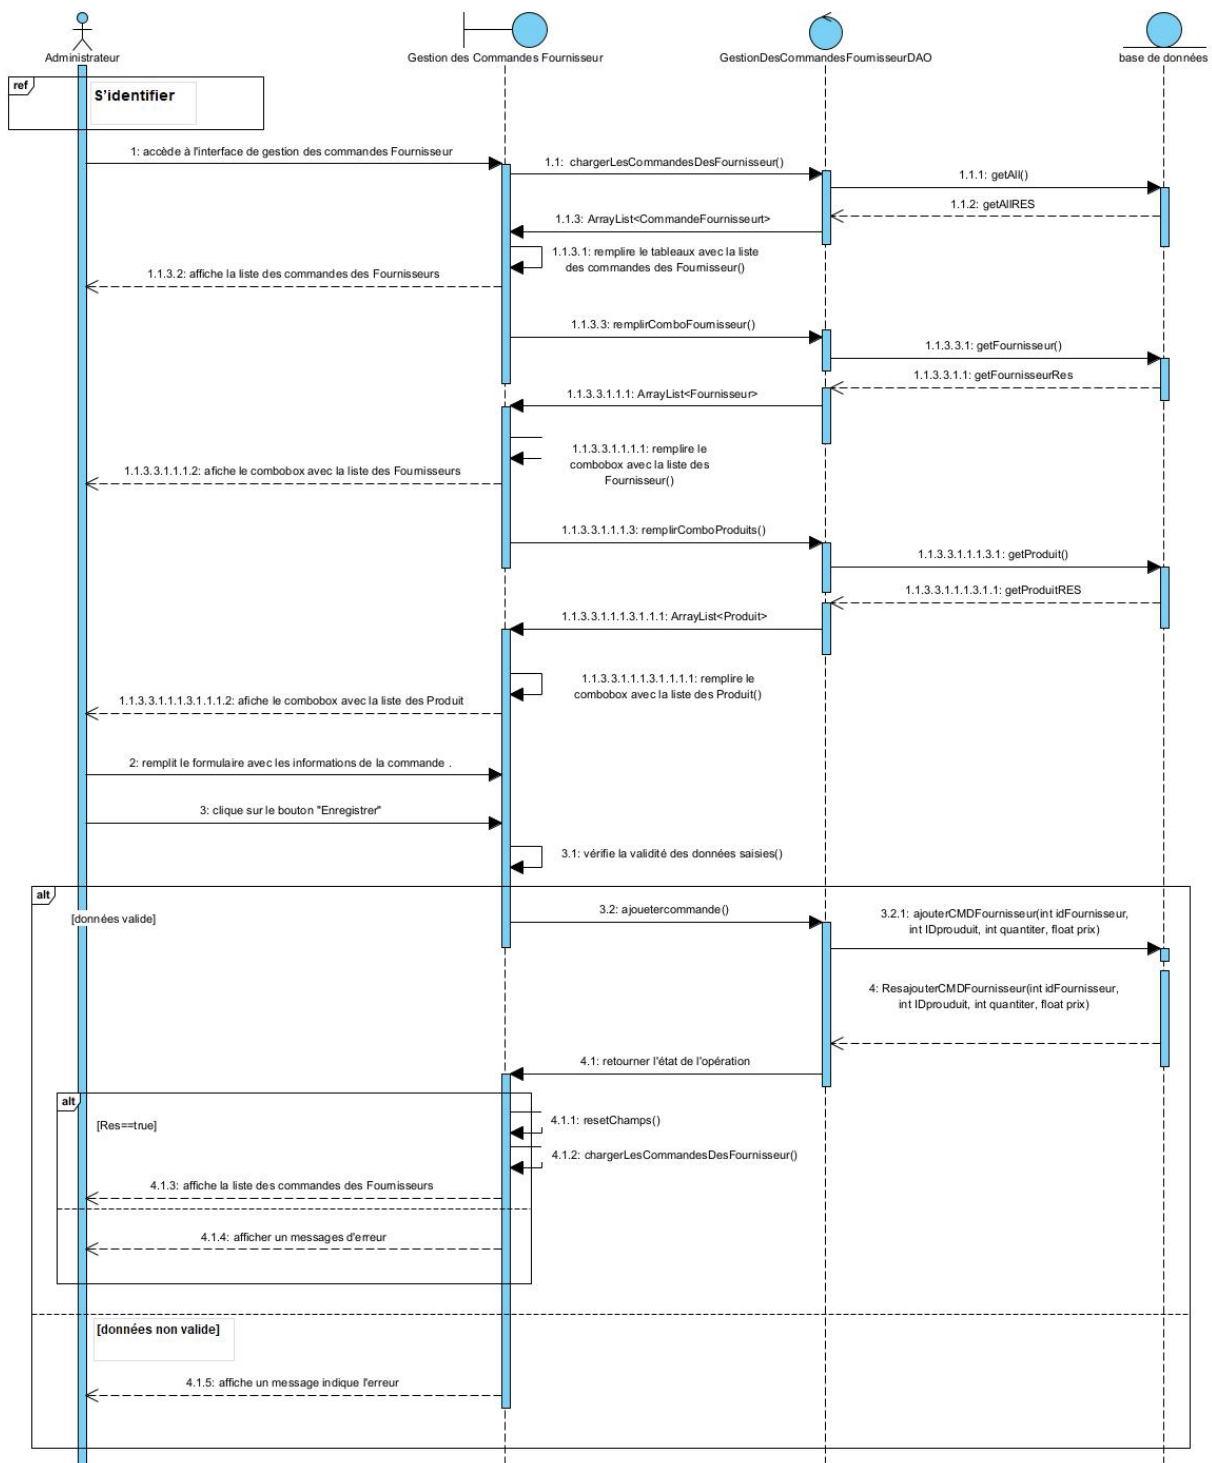 Administrateur
Gestion des Commandes Fournisseur
GestionDesCommandesFournisseurDAO
base de données
ref
S'identifier
1: accède à l'interface de gestion des commandes Fournisseur
1.1: chargerLesCommandesDesFournisseur()
1.1.1: getAll()
1.1.2: getAllRES
1.1.3: ArrayList<CommandeFournisseurt>
1.1.3.1: remplire le tableaux avec la liste
des commandes des Fournisseur()
1.1.3.2: affiche la liste des commandes des Fournisseurs
1.1.3.3: remplirComboFournisseur()
1.1.3.3.1: getFournisseur()
1.1.3.3.1.1: getFournisseurRes
1.1.3.3.1.1.1: ArrayList<Fournisseur>
1.1.3.3.1.1.1.1: remplire le
combobox avec la liste des
Fournisseur()
1.1.3.3.1.1.1.2: afiche le combobox avec la liste des Fournisseurs
1.1.3.3.1.1.1.3: remplirComboProduits()
1.1.3.3.1.1.1.3.1: getProduit()
1.1.3.3.1.1.1.3.1.1: getProduitRES
1.1.3.3.1.1.1.3.1.1.1: ArrayList<Produit>
1.1.3.3.1.1.1.3.1.1.1.1: remplire le
combobox avec la liste des Produit()
1.1.3.3.1.1.1.3.1.1.1.2: afiche le combobox avec la liste des Produit
2: remplit le formulaire avec les informations de la commande .
3: clique sur le bouton "Enregistrer"
3.1: vérifie la validité des données saisies()
alt
[données valide]
3.2: ajouetercommande()
3.2.1: ajouterCMDFournisseur(int idFournisseur,
int IDprouduit, int quantiter, float prix)
4: ResajouterCMDFournisseur(int idFournisseur,
int IDprouduit, int quantiter, float prix)
4.1: retourner l'état de l'opération
alt
[Res==true]
4.1.1: resetChamps()
4.1.2: chargerLesCommandesDesFournisseur()
4.1.3: affiche la liste des commandes des Fournisseurs
4.1.4: afficher un messages d'erreur
[données non valide]
4.1.5: affiche un message indique l'erreur